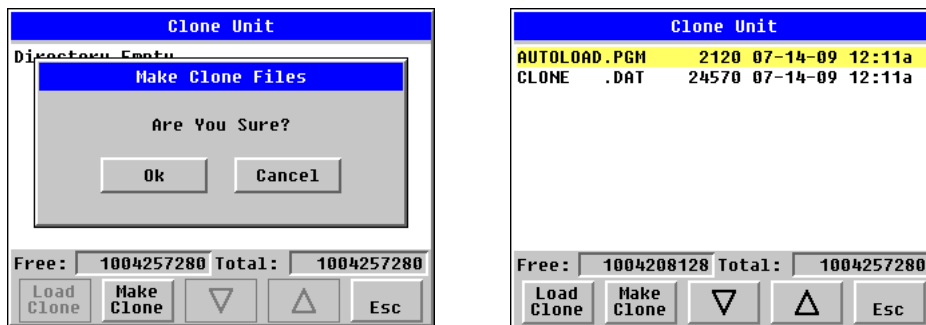 Clone Unit
Directory Empty
Make Clone Files
Are You Sure?
Ok Cancel
Free: 1004257280 Total: 1004257280
Load Clone Make Clone Esc
Clone Unit
AUTOLOAD.PGM 2120 07-14-09 12:11a
CLONE .DAT 24570 07-14-09 12:11a
Free: 1004208128 Total: 1004257280
Load Clone Make Clone Esc